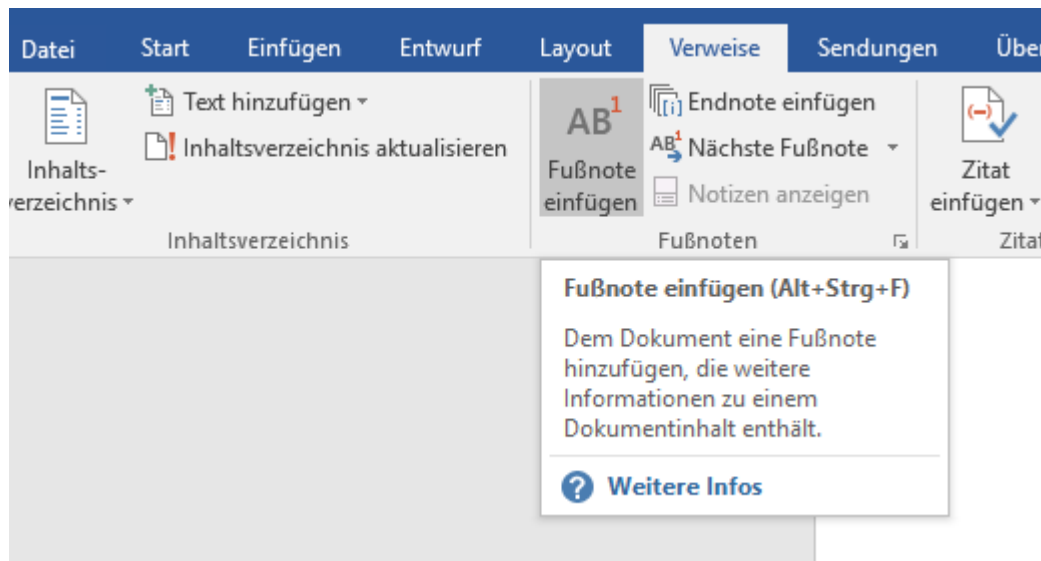 Datei Start Einfügen Entwurf Layout Verweise Sendungen
Text hinzufügen
Inhaltsverzeichnis aktualisieren
Inhalts-
Inhaltsverzeichnis
AB1
Fußnote
einfügen
[i] Endnote einfügen
AB1 Nächste Fußnote
Notizen anzeigen
Fußnoten
(-)
Zitat
einfügen
Fußnote einfügen (Alt+Strg+F)
Dem Dokument eine Fußnote
hinzufügen, die weitere
Informationen zu einem
Dokumentinhalt enthält.
? Weitere Infos